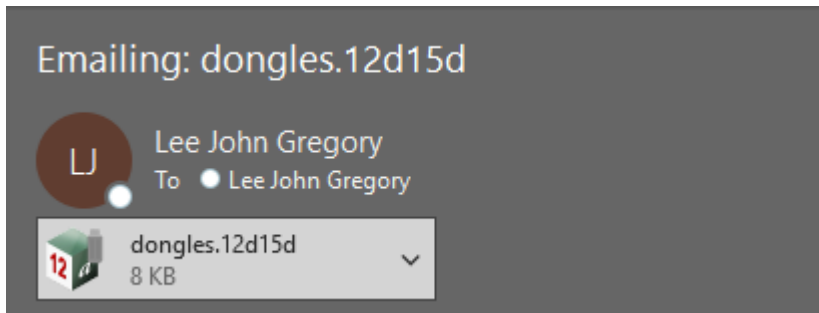 Emailing: dongles.12d15d
LJ
Lee John Gregory
To Lee John Gregory
12 d
dongles.12d15d
8 KB